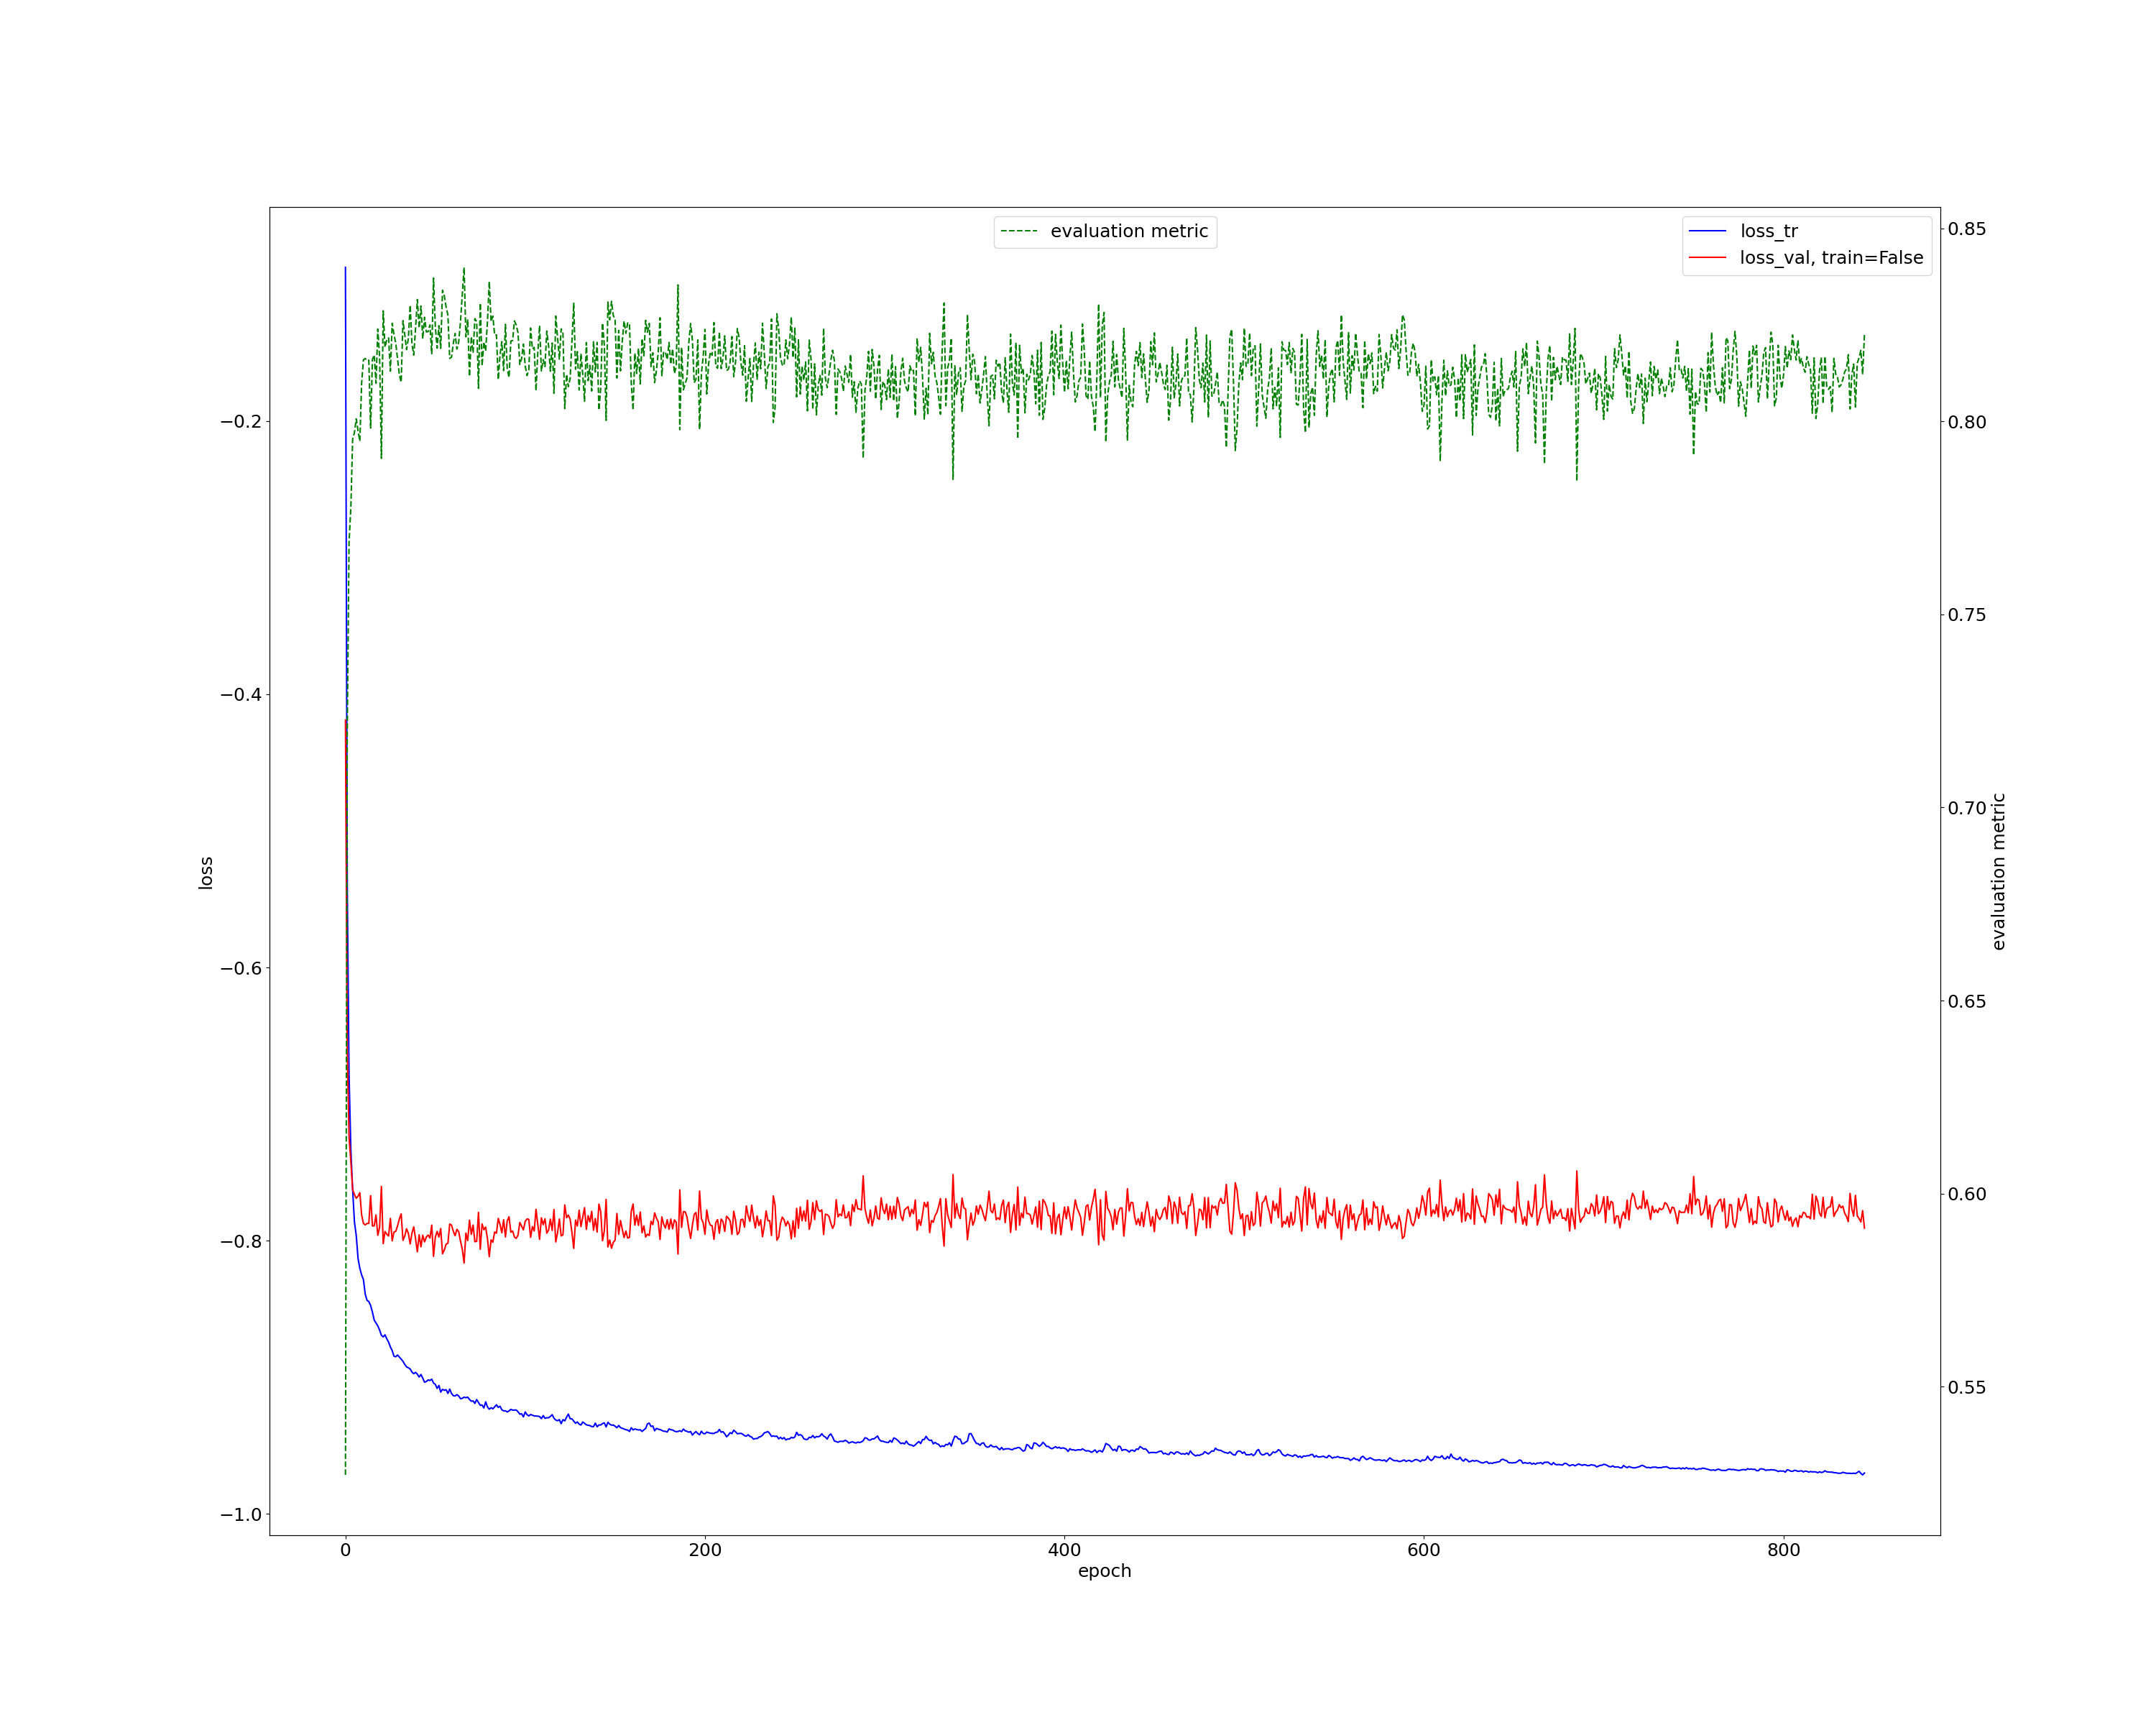 evaluation metric
loss_tr
loss_val, train=False
−0.2
−0.4
−0.6
−0.8
−1.0
loss
0.85
0.80
0.75
0.70
0.65
0.60
0.55
evaluation metric
0 200 400 600 800
epoch